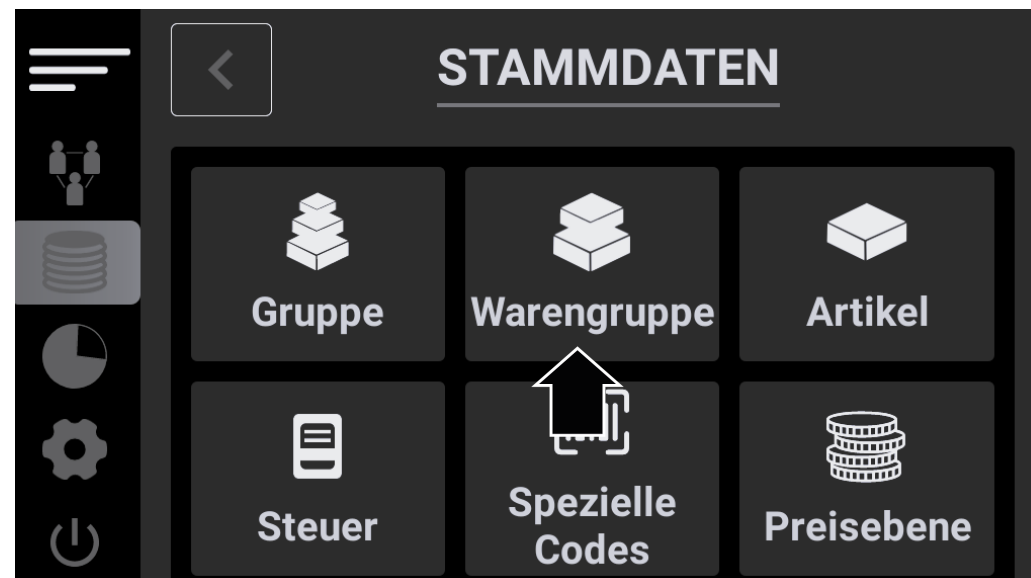 STAMMDATEN
Gruppe
Warengruppe
Artikel
Steuer
Spezielle
Codes
Preisebene